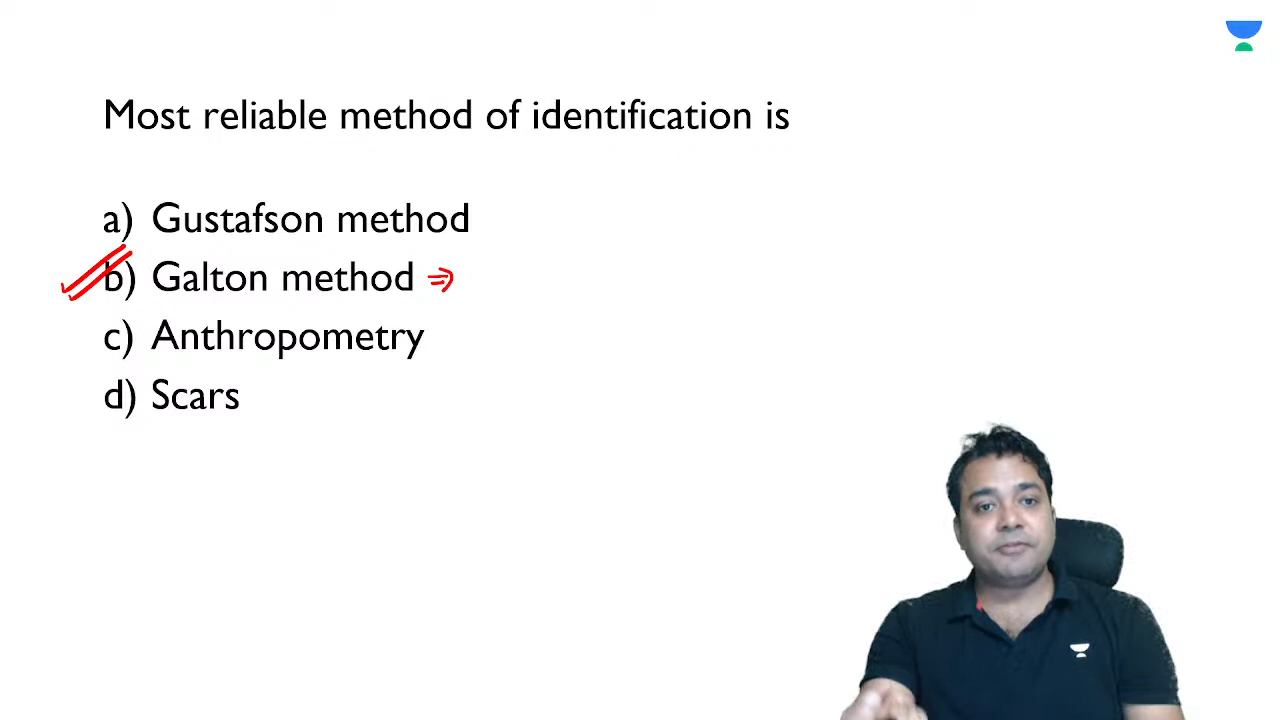 Most reliable method of identification is
a) Gustafson method
b) Galton method ⇒
c) Anthropometry
d) Scars